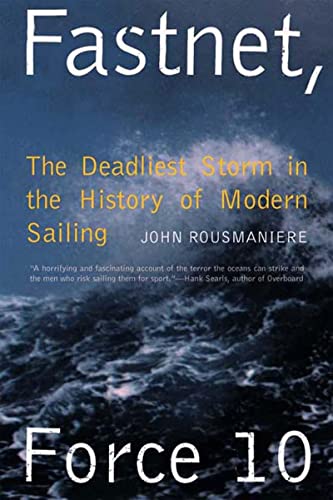 Fastnet,
The Deadliest Storm in
the History of Modern
Sailing JOHN ROUSMANIERE
"A horrifying and fascinating account of the terror the oceans can strike and
the men who risk sailing them for sport."—Hank Searls, author of Overboard
Force 10